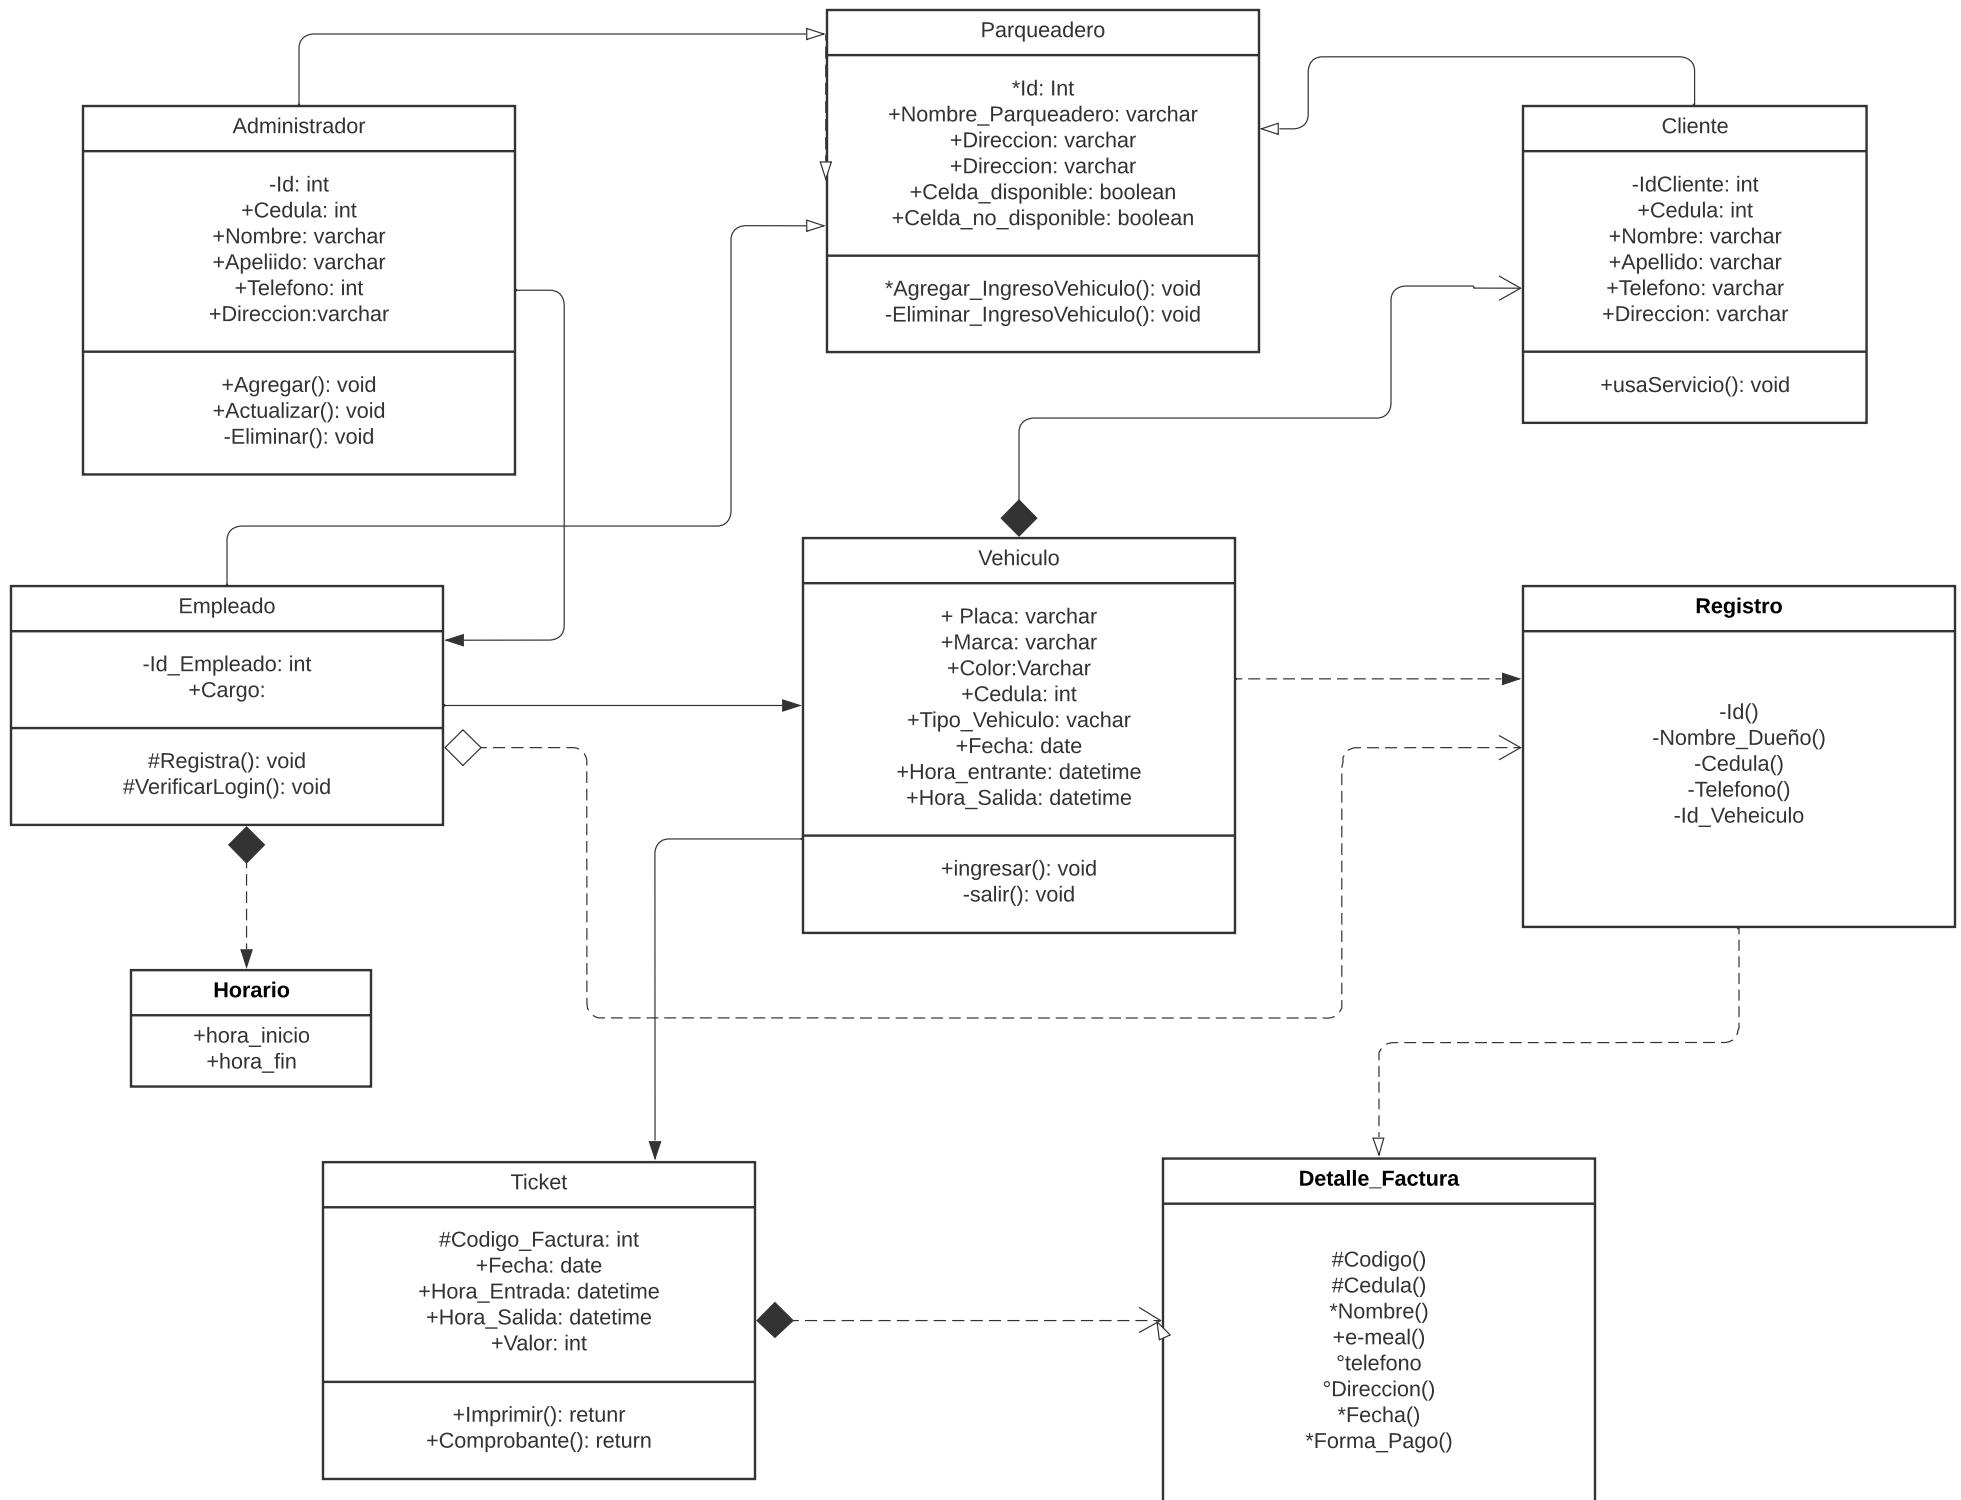 Parqueadero
*Id: Int
+Nombre_Parqueadero: varchar
+Direccion: varchar
+Direccion: varchar
+Celda_disponible: boolean
+Celda_no_disponible: boolean
*Agregar_IngresoVehiculo(): void
-Eliminar_IngresoVehiculo(): void
Administrador
-Id: int
+Cedula: int
+Nombre: varchar
+Apeliido: varchar
+Telefono: int
+Direccion:varchar
+Agregar(): void
+Actualizar(): void
-Eliminar(): void
Cliente
-IdCliente: int
+Cedula: int
+Nombre: varchar
+Apellido: varchar
+Telefono: varchar
+Direccion: varchar
+usaServicio(): void
Empleado
-Id_Empleado: int
+Cargo:
#Registra(): void
#VerificarLogin(): void
Vehiculo
+ Placa: varchar
+Marca: varchar
+Color:Varchar
+Cedula: int
+Tipo_Vehiculo: vachar
+Fecha: date
+Hora_entrante: datetime
+Hora_Salida: datetime
+ingresar(): void
-salir(): void
Registro
-Id()
-Nombre_Dueño()
-Cedula()
-Telefono()
-Id_Veheiculo
Horario
+hora_inicio
+hora_fin
Ticket
#Codigo_Factura: int
+Fecha: date
+Hora_Entrada: datetime
+Hora_Salida: datetime
+Valor: int
+Imprimir(): retunr
+Comprobante(): return
Detalle_Factura
#Codigo()
#Cedula()
*Nombre()
+e-meal()
°telefono
°Direccion()
*Fecha()
*Forma_Pago()